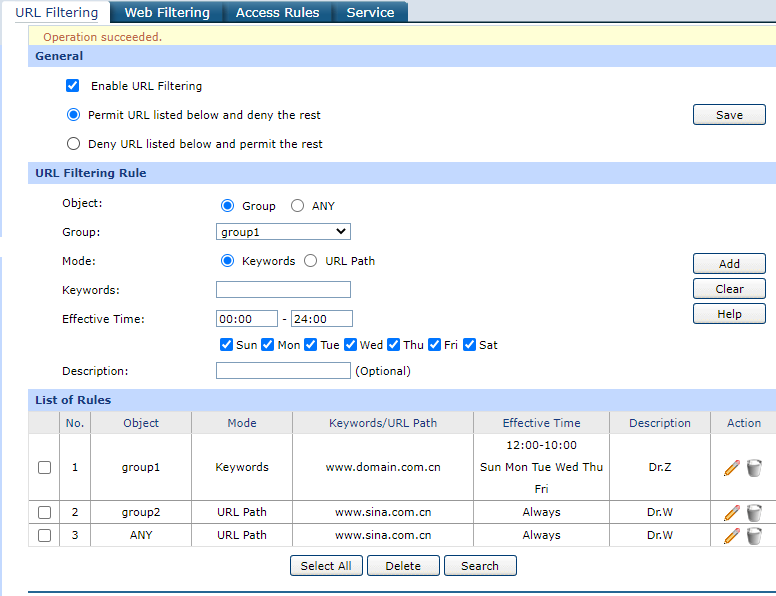 URL Filtering Web Filtering Access Rules Service
Operation succeeded.
General
Enable URL Filtering
Permit URL listed below and deny the rest
Save
Deny URL listed below and permit the rest
URL Filtering Rule
Object: Group ANY
Group: group1
Mode: Keywords URL Path
Add
Keywords:
Clear
Effective Time: 00:00 - 24:00
Help
Sun Mon Tue Wed Thu Fri Sat
Description: (Optional)
List of Rules
No. Object Mode Keywords/URL Path Effective Time Description Action
12:00-10:00
1 group1 Keywords www.domain.com.cn Sun Mon Tue Wed Thu Dr.Z
Fri
2 group2 URL Path www.sina.com.cn Always Dr.W
3 ANY URL Path www.sina.com.cn Always Dr.W
Select All Delete Search